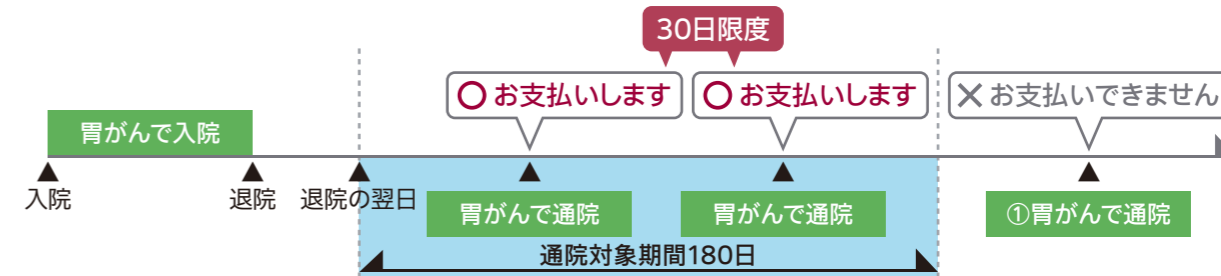 30日限度
○お支払いします
○お支払いします
×お支払いできません
胃がんで入院
入院
退院
退院の翌日
胃がんで通院
胃がんで通院
①胃がんで通院
通院対象期間180日